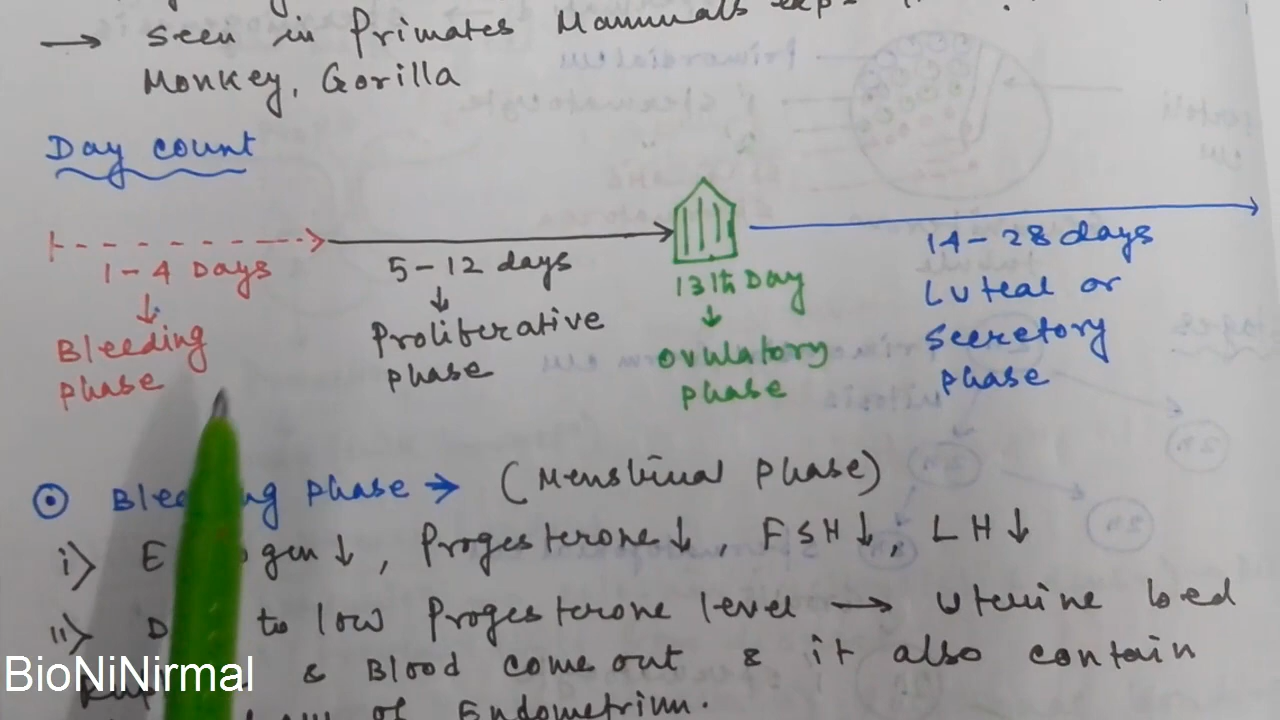 → Seen in Primates Mammals
Monkey, Gorilla
Day count
1-4 Days
↓
Bleeding
phase
5-12 days
↓
Proliferative
phase
13th Day
↓
Ovulatory
phase
14-28 days
Luteal or
Secretory
phase
phase → (Menstrual Phase)
i) ↓, Progesterone↓, FSH↓, LH↓
ii) to low Progesterone level → Uterine
& Blood come out & it also contain
of Endometrium.
BioNiNirmal